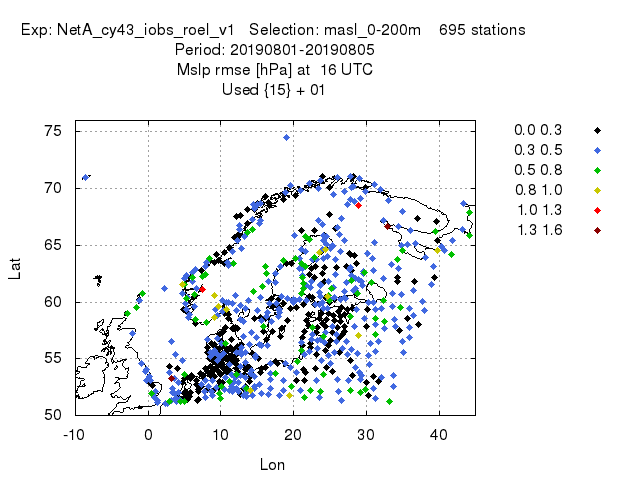 Exp: NetA_cy43_iobs_roel_v1 Selection: masl_0-200m 695 stations
Period: 20190801-20190805
Mslp rmse [hPa] at 16 UTC
Used {15} + 01
0.0 0.3
0.3 0.5
0.5 0.8
0.8 1.0
1.0 1.3
1.3 1.6
75
70
65
60
55
50
Lat
-10 0 10 20 30 40
Lon